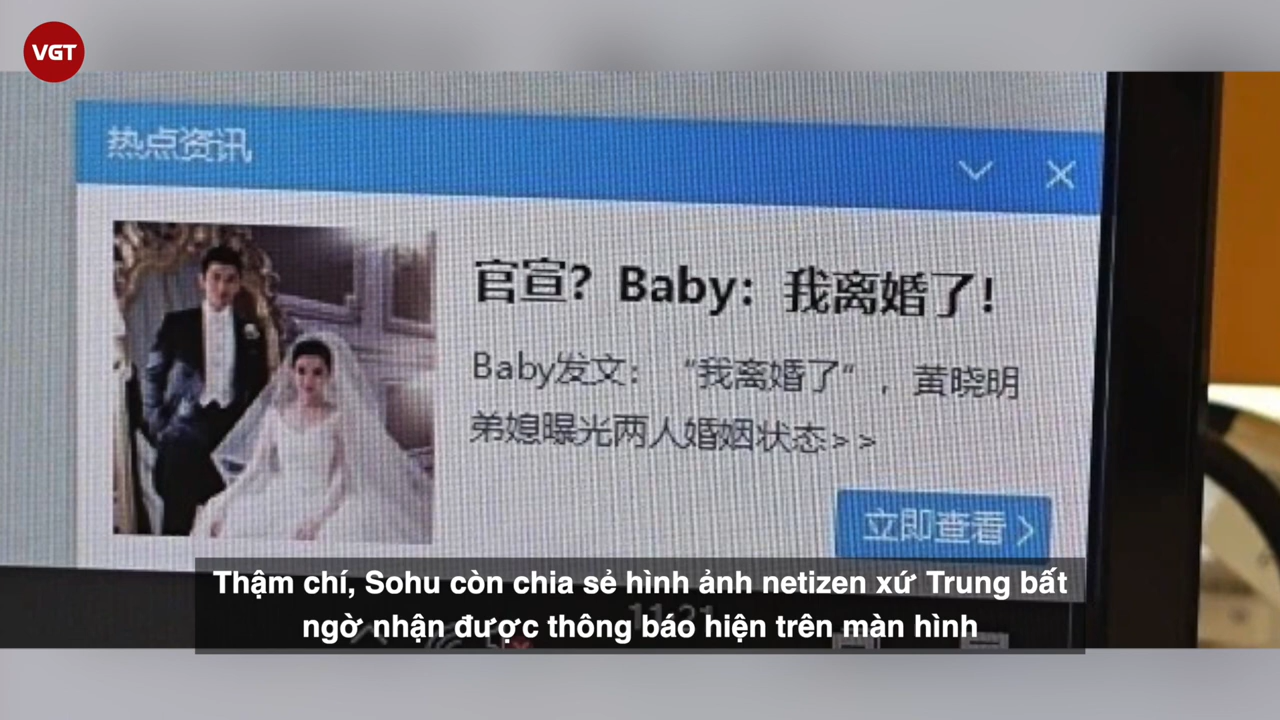 VGT
热点资讯
官宣？Baby：我离婚了！
Baby发文：“我离婚了”，黄晓明
弟媳曝光两人婚姻状态>>
立即查看>
Thậm chí, Sohu còn chia sẻ hình ảnh netizen xứ Trung bất
ngờ nhận được thông báo hiện trên màn hình